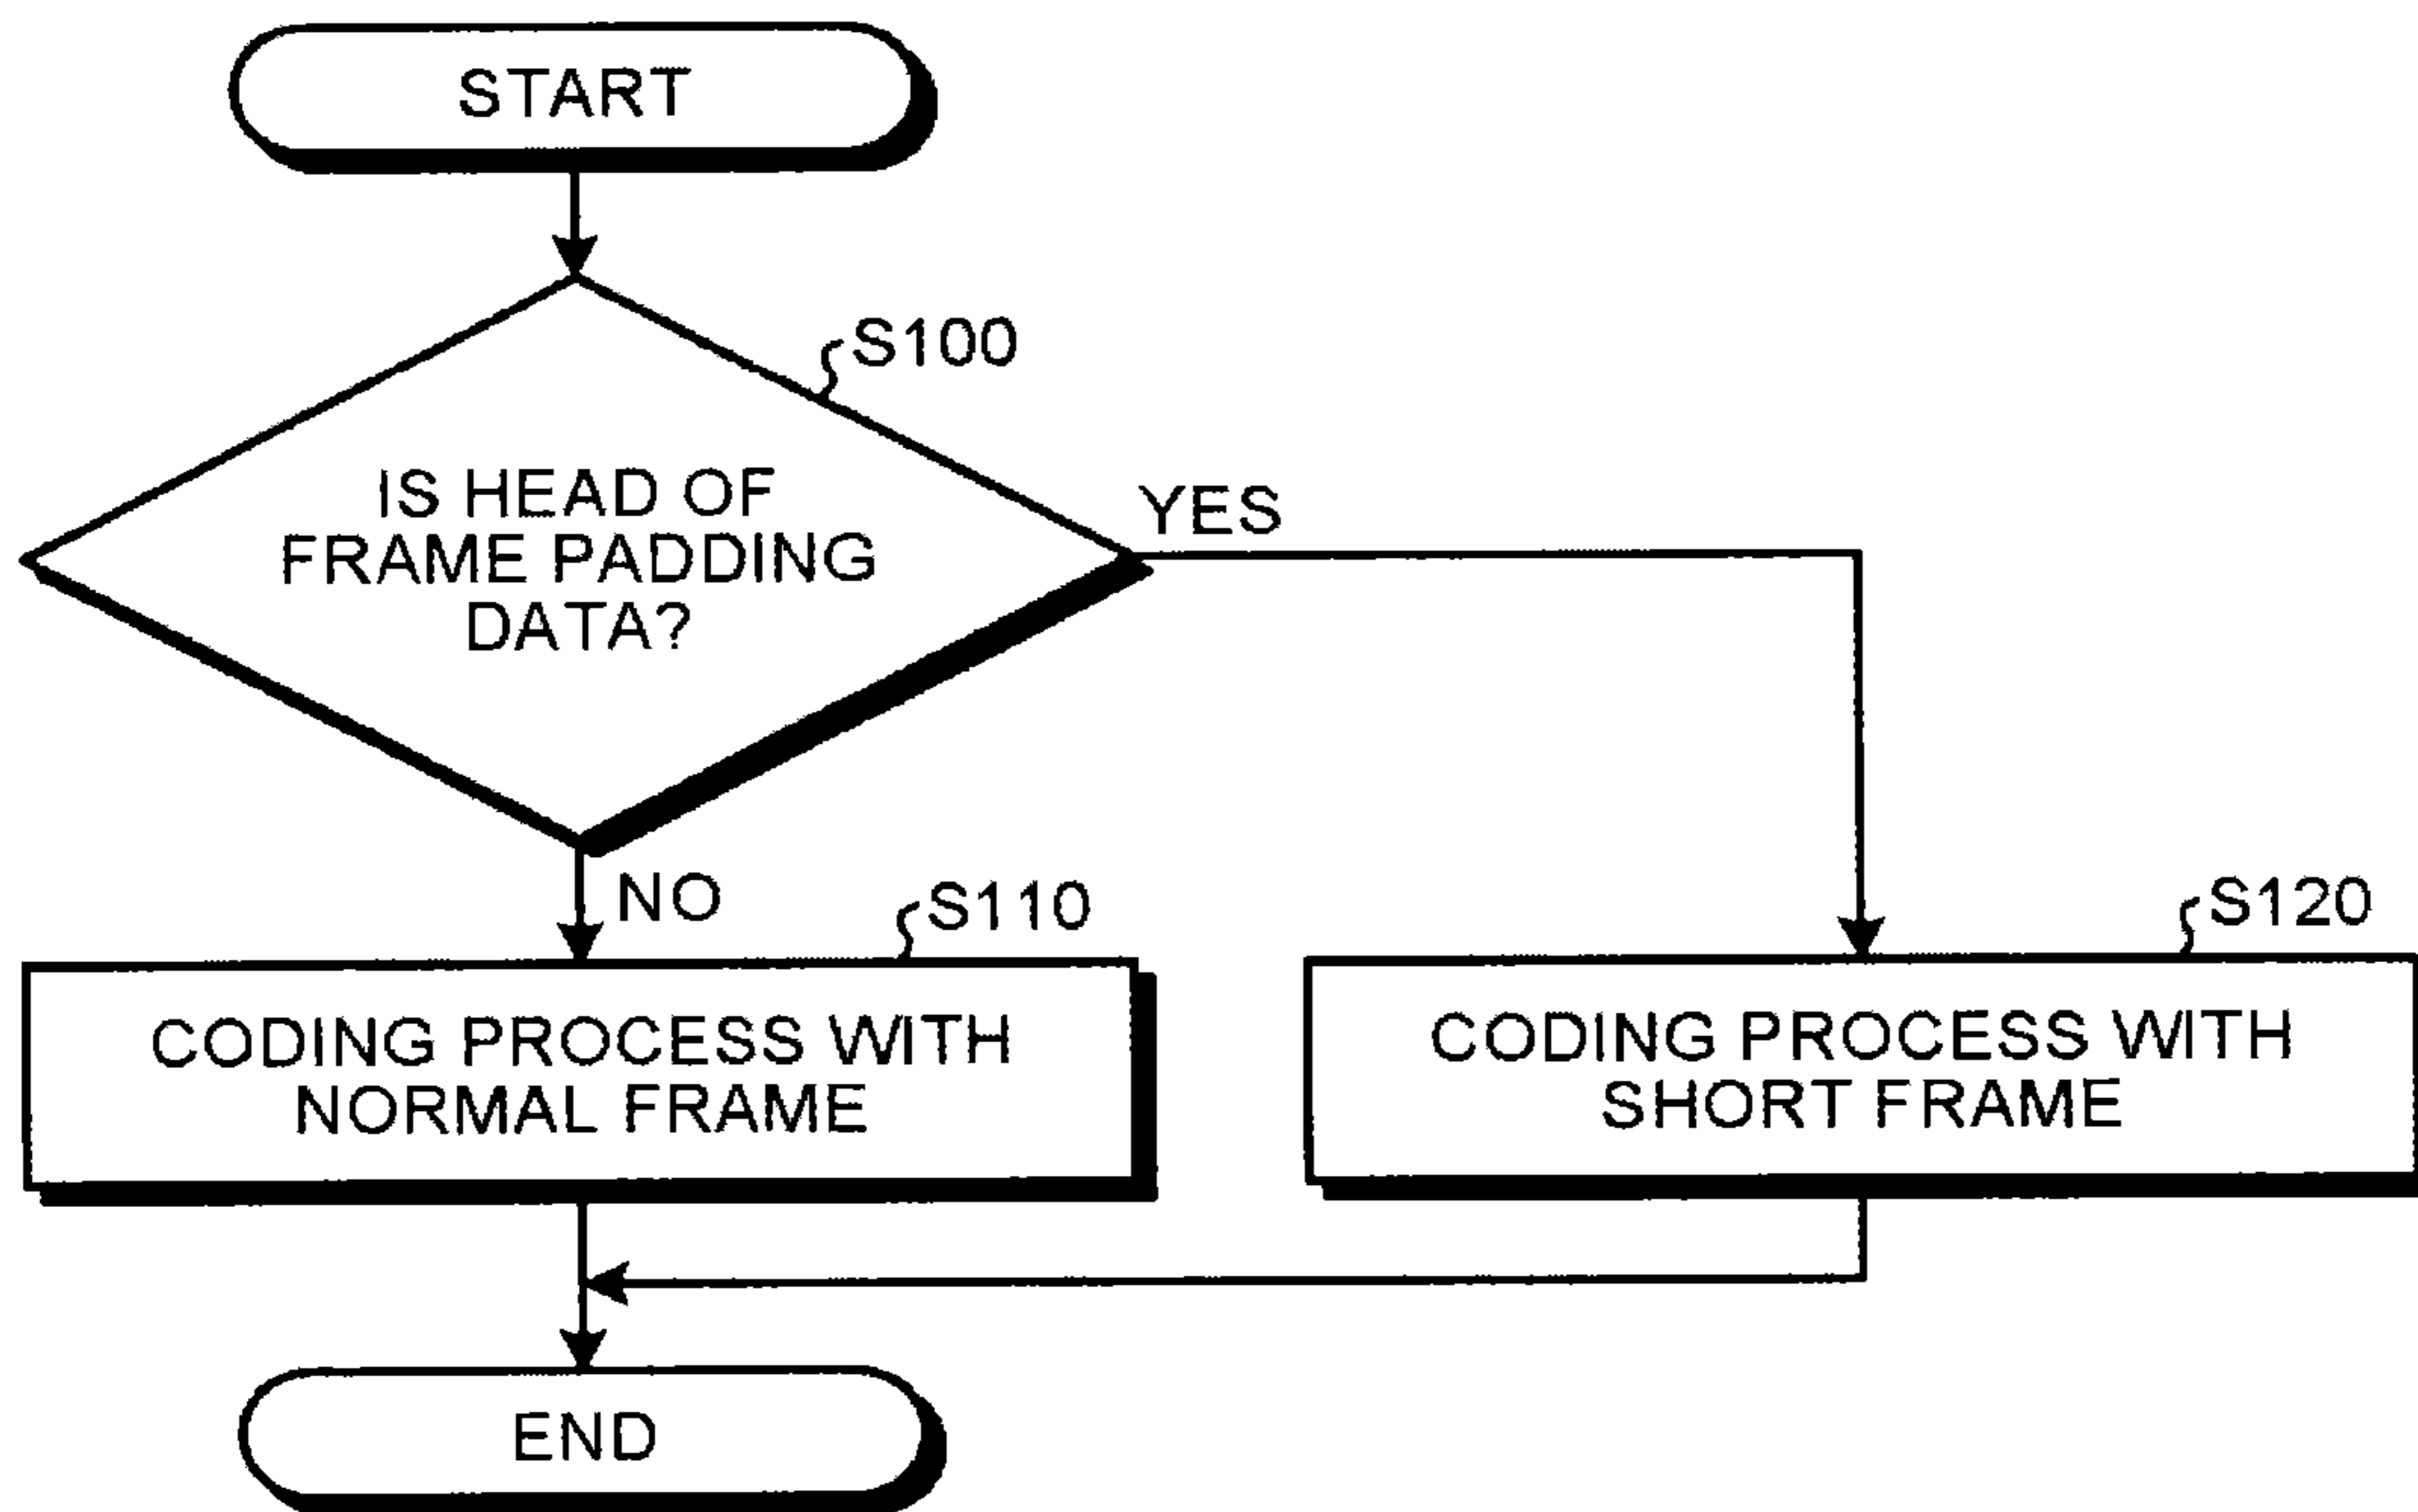 START
S100
IS HEAD OF
FRAME PADDING
DATA?
YES
NO
S110
S120
CODING PROCESS WITH
NORMAL FRAME
CODING PROCESS WITH
SHORT FRAME
END